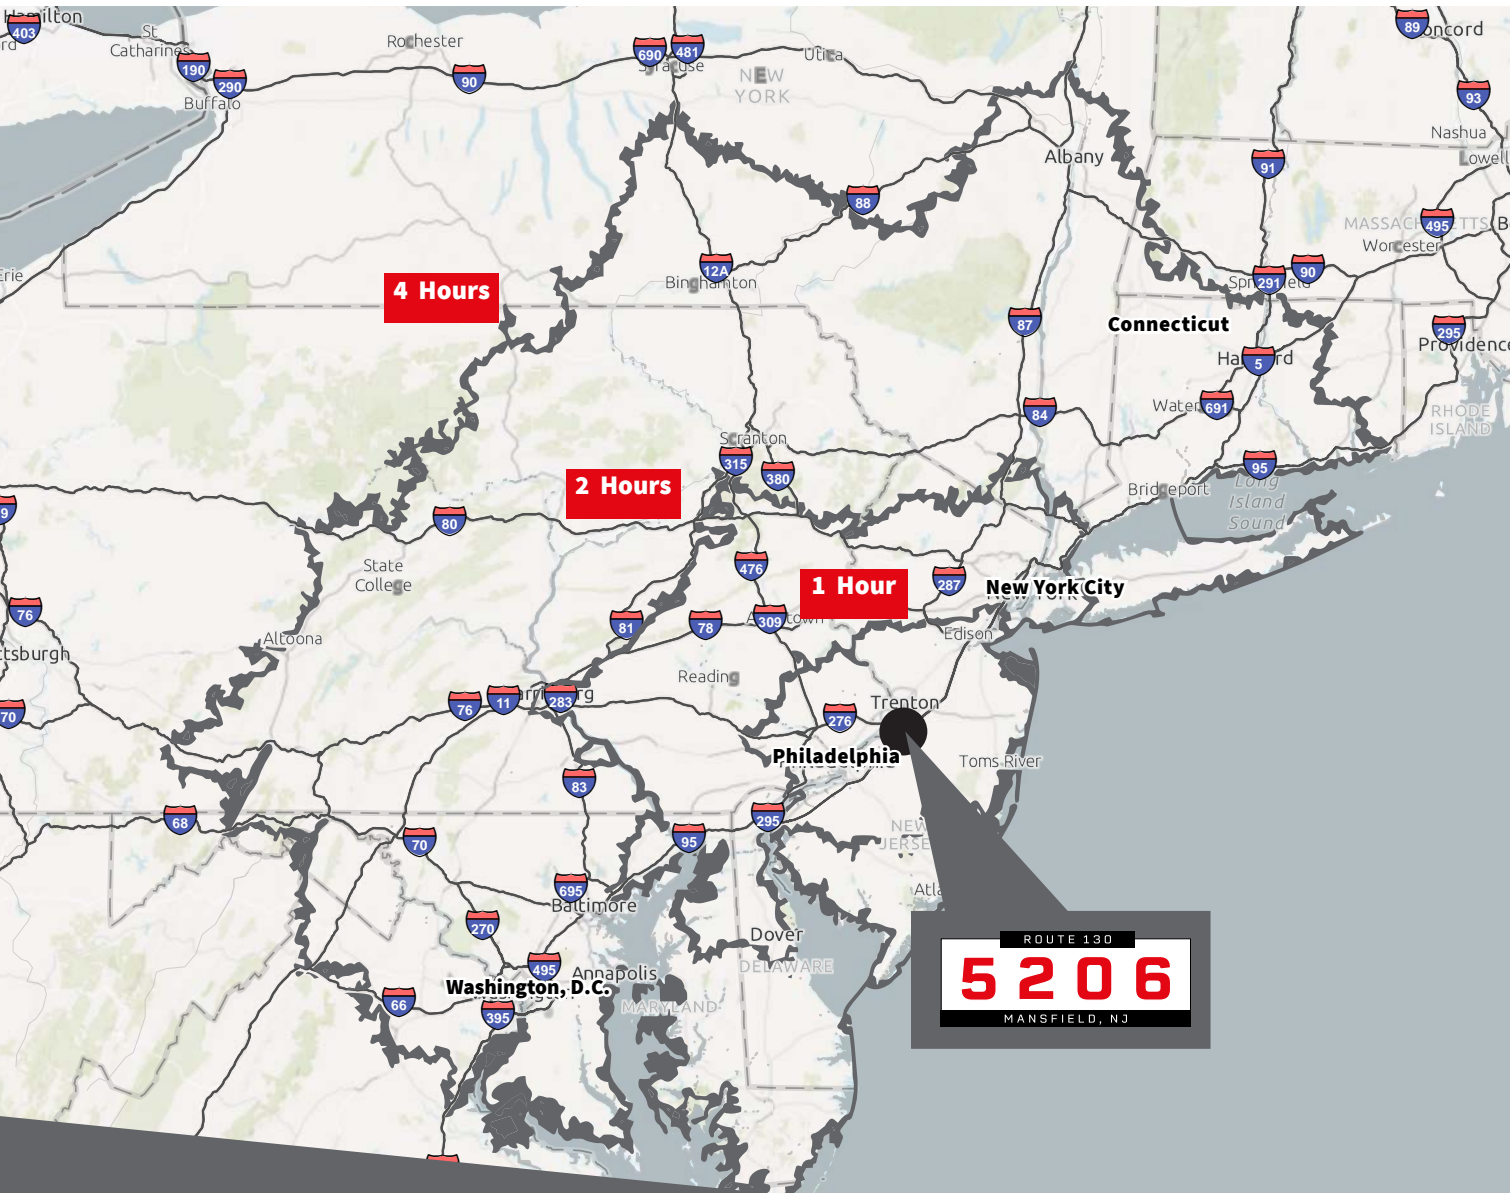 Hamilton
403
St
Catharines
190
290
Buffalo
Rochester
90
690
481
Syracuse
Utica
NEW
YORK
89
93
Nashua
Lowell
Albany
91
88
MASSACHUSETTS
495
Worcester
Erie
12A
Binghamton
90
291
Springfield
4 Hours
87
Connecticut
295
Providence
Hartford
5
84
691
RHODE
ISLAND
Scranton
315
380
2 Hours
95
Bridgeport
Long
Island
Sound
80
State
College
476
1 Hour
287
New York City
76
81
78
309
Edison
Altoona
Reading
76
11
283
Trenton
276
70
Philadelphia
Toms River
83
68
295
70
95
NEW
695
Baltimore
270
Dover
495
Annapolis
DELAWARE
Washington, D.C.
MARYLAND
66
395
ROUTE 130
5206
MANSFIELD, NJ